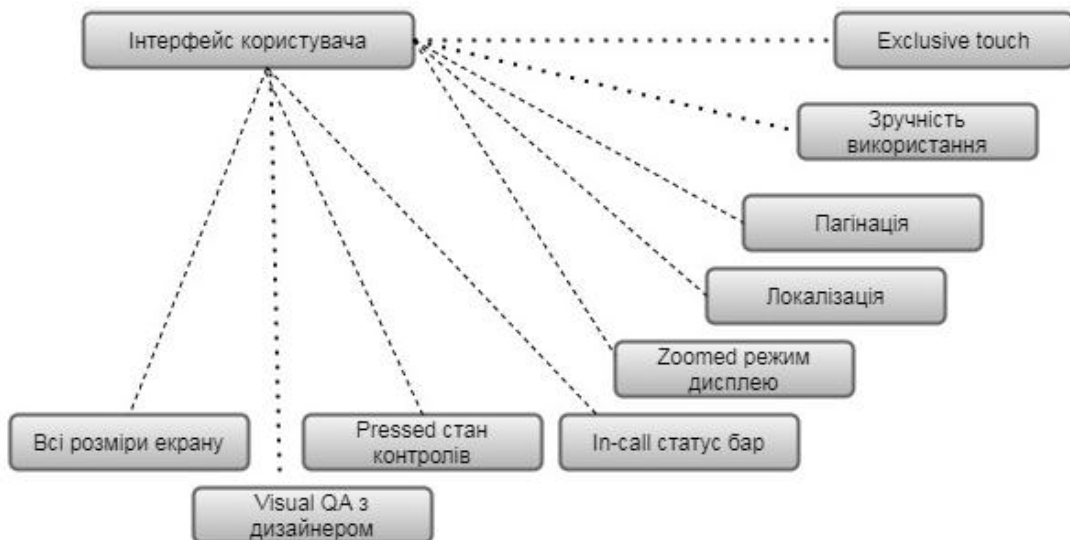 Інтерфейс користувача
Exclusive touch
Зручність
використання
Пагінація
Локалізація
Zoomed режим
дисплею
In-call статус бар
Pressed стан
контролів
Visual QA з
дизайнером
Всі розміри екрану